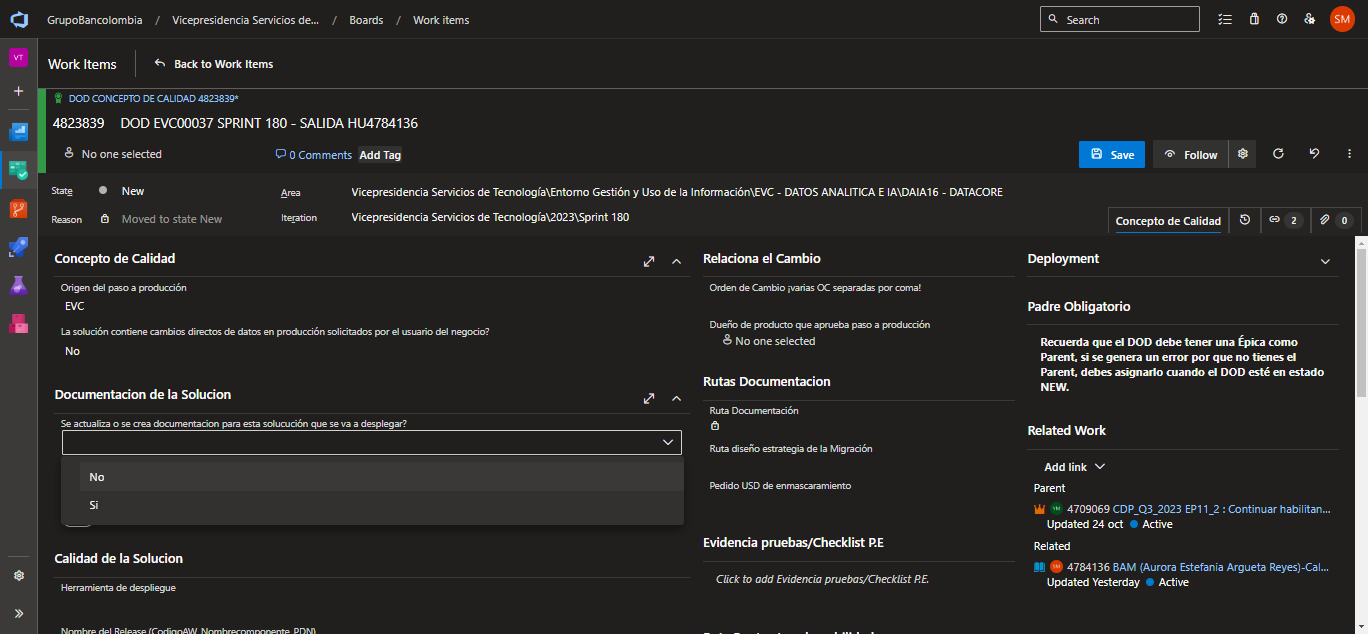 GrupoBancolombia / Vicepresidencia Servicios de... / Boards / Work items
Search
SM
VT
Work Items
Back to Work Items
DOD CONCEPTO DE CALIDAD 4823839*
4823839 DOD EVC00037 SPRINT 180 - SALIDA HU4784136
No one selected
0 Comments
Add Tag
Save
Follow
State
New
Area
Vicepresidencia Servicios de Tecnología\Entorno Gestión y Uso de la Información\EVC - DATOS ANALITICA E IA\DAIA16 - DATACORE
Reason
Moved to state New
Iteration
Vicepresidencia Servicios de Tecnología\2023\Sprint 180
Concepto de Calidad
2
0
Concepto de Calidad
Origen del paso a producción
EVC
La solución contiene cambios directos de datos en producción solicitados por el usuario del negocio?
No
Documentacion de la Solucion
Se actualiza o se crea documentacion para esta solucución que se va a desplegar?
No
Si
Calidad de la Solucion
Herramienta de despliegue
Nombre del Release (CodigoAW_Nombrecomponente_PDN)
Relaciona el Cambio
Orden de Cambio ¡varias OC separadas por coma!
Dueño de producto que aprueba paso a producción
No one selected
Rutas Documentacion
Ruta Documentación
Ruta diseño estrategia de la Migración
Pedido USD de enmascaramiento
Evidencia pruebas/Checklist P.E
Click to add Evidencia pruebas/Checklist P.E.
Deployment
Padre Obligatorio
Recuerda que el DOD debe tener una Épica como
Parent, si se genera un error por que no tienes el
Parent, debes asignarlo cuando el DOD esté en estado
NEW.
Related Work
Add link
Parent
YM
4709069 CDP_Q3_2023 EP11_2 : Continuar habilitan...
Updated 24 oct Active
Related
SM
4784136 BAM (Aurora Estefania Argueta Reyes)-Cal...
Updated Yesterday Active